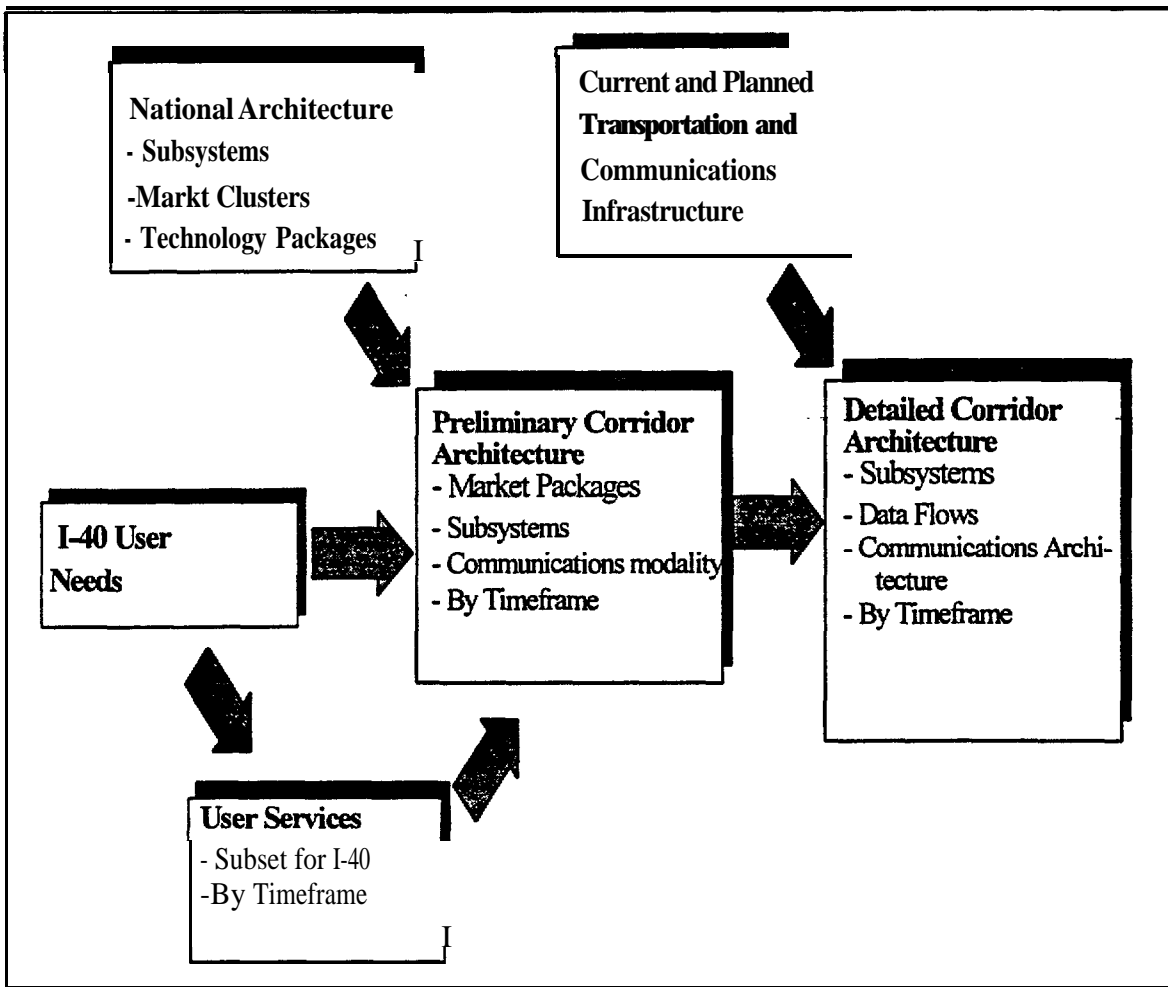 National Architecture
- Subsystems
-Markt Clusters
- Technology Packages
Current and Planned
Transportation and
Communications
Infrastructure
I-40 User
Needs
Preliminary Corridor
Architecture
- Market Packages
- Subsystems
- Communications modality
- By Timeframe
Detailed Corridor
Architecture
- Subsystems
- Data Flows
- Communications Archi-
tecture
- By Timeframe
User Services
- Subset for I-40
-By Timeframe